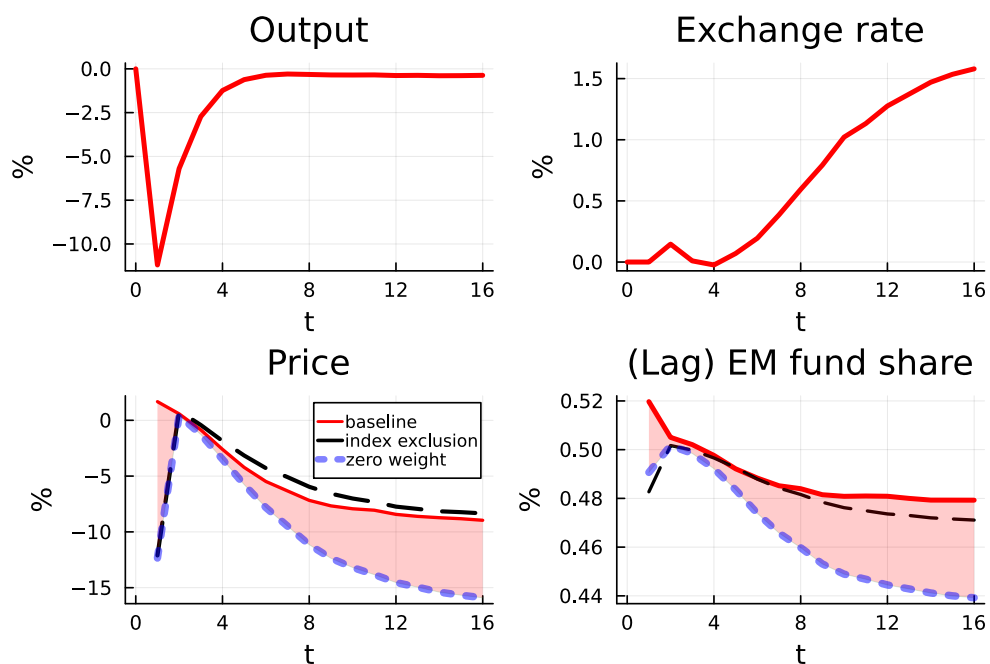 Output
%
0.0
−2.5
−5.0
−7.5
−10.0
0 4 8 12 16
t
Exchange rate
%
1.5
1.0
0.5
0.0
0 4 8 12 16
t
Price
%
0
−5
−10
−15
baseline
index exclusion
zero weight
0 4 8 12 16
t
(Lag) EM fund share
%
0.52
0.50
0.48
0.46
0.44
0 4 8 12 16
t